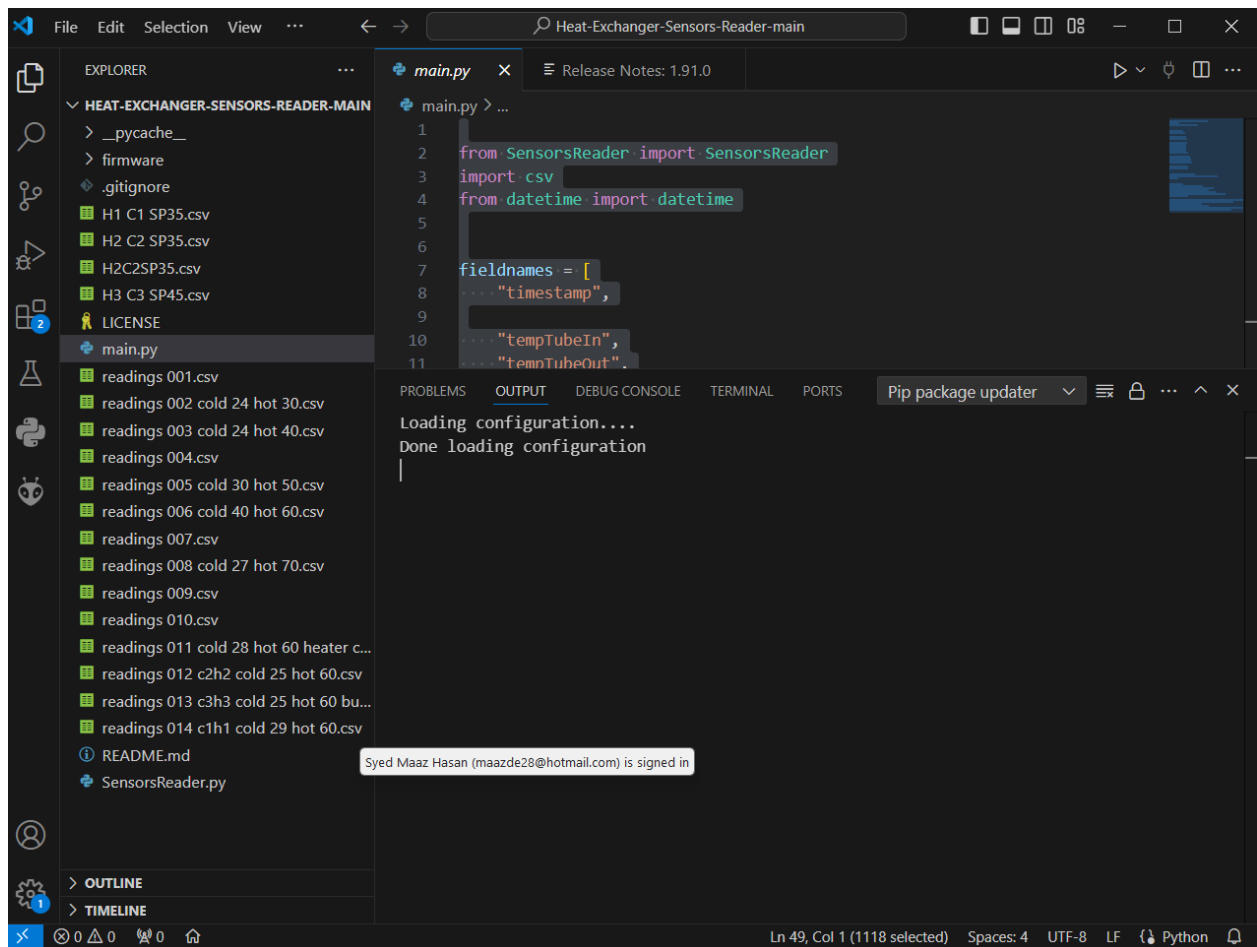 File Edit Selection View ··· Heat-Exchanger-Sensors-Reader-main
EXPLORER ···
HEAT-EXCHANGER-SENSORS-READER-MAIN
__pycache__
firmware
.gitignore
H1 C1 SP35.csv
H2 C2 SP35.csv
H2C2SP35.csv
H3 C3 SP45.csv
LICENSE
main.py
readings 001.csv
readings 002 cold 24 hot 30.csv
readings 003 cold 24 hot 40.csv
readings 004.csv
readings 005 cold 30 hot 50.csv
readings 006 cold 40 hot 60.csv
readings 007.csv
readings 008 cold 27 hot 70.csv
readings 009.csv
readings 010.csv
readings 011 cold 28 hot 60 heater c...
readings 012 c2h2 cold 25 hot 60.csv
readings 013 c3h3 cold 25 hot 60 bu...
readings 014 c1h1 cold 29 hot 60.csv
README.md
SensorsReader.py
OUTLINE
TIMELINE
2
1
main.py Release Notes: 1.91.0
main.py > ...
1
2 from SensorsReader import SensorsReader
3 import csv
4 from datetime import datetime
5
6
7 fieldnames = [
8 "timestamp",
9
10 "tempTubeIn",
11 "tempTubeOut",
PROBLEMS OUTPUT DEBUG CONSOLE TERMINAL PORTS Pip package updater ···
Loading configuration....
Done loading configuration
Syed Maaz Hasan (maazde28@hotmail.com) is signed in
0 0 0 Ln 49, Col 1 (1118 selected) Spaces: 4 UTF-8 LF Python